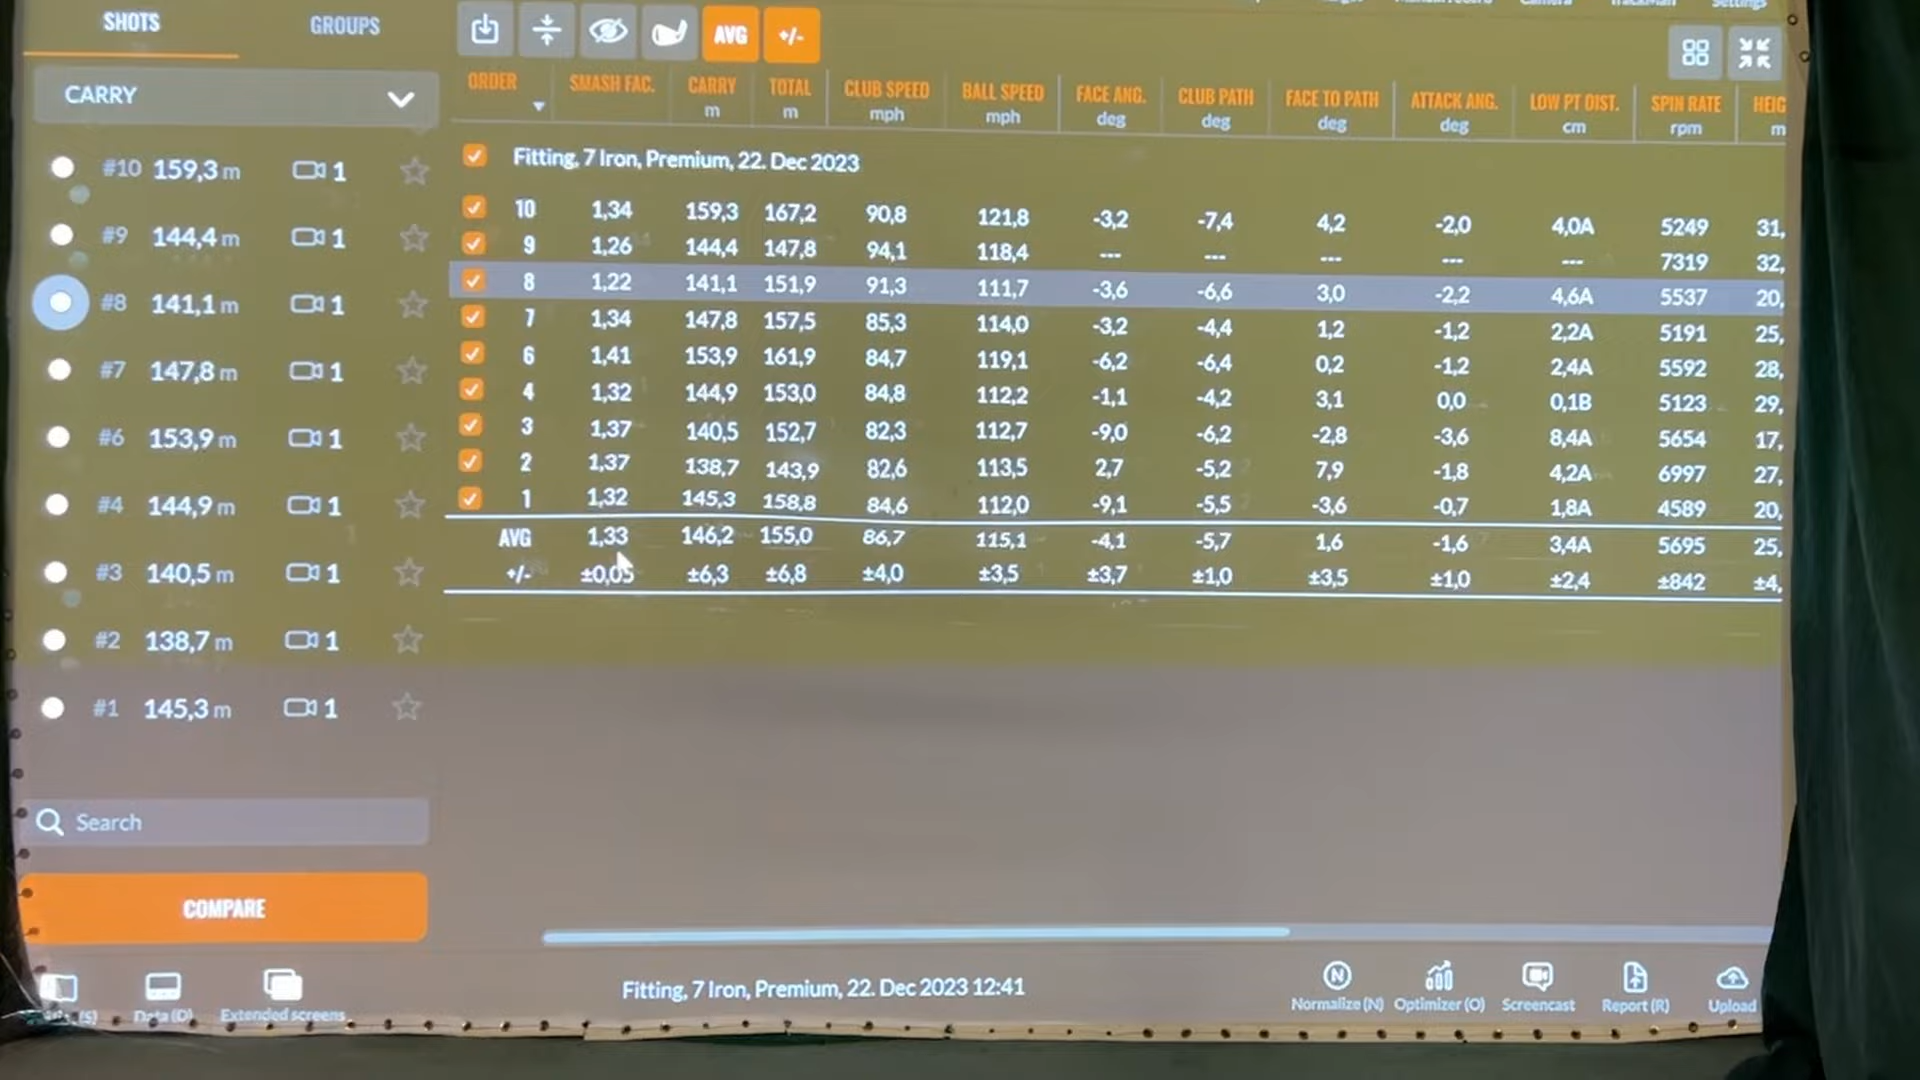 SHOTS GROUPS
AVG +/-
CARRY
#10 159,3 m 1
#9 144,4 m 1
#8 141,1 m 1
#7 147,8 m 1
#6 153,9 m 1
#4 144,9 m 1
#3 140,5 m 1
#2 138,7 m 1
#1 145,3 m 1
Search
COMPARE
ORDER SMASH FAC. CARRY TOTAL CLUB SPEED BALL SPEED FACE ANG. CLUB PATH FACE TO PATH ATTACK ANG. LOW PT DIST. SPIN RATE HEIG
m m mph mph deg deg deg deg cm rpm m
Fitting, 7 Iron, Premium, 22. Dec 2023
10 1,34 159,3 167,2 90,8 121,8 -3,2 -7,4 4,2 -2,0 4,0A 5249 31,
9 1,26 144,4 147,8 94,1 118,4 --- --- --- --- --- 7319 32,
8 1,22 141,1 151,9 91,3 111,7 -3,6 -6,6 3,0 -2,2 4,6A 5537 20,
7 1,34 147,8 157,5 85,3 114,0 -3,2 -4,4 1,2 -1,2 2,2A 5191 25,
6 1,41 153,9 161,9 84,7 119,1 -6,2 -6,4 0,2 -1,2 2,4A 5592 28,
4 1,32 144,9 153,0 84,8 112,2 -1,1 -4,2 3,1 0,0 0,1B 5123 29,
3 1,37 140,5 152,7 82,3 112,7 -9,0 -6,2 -2,8 -3,6 8,4A 5654 17,
2 1,37 138,7 143,9 82,6 113,5 2,7 -5,2 7,9 -1,8 4,2A 6997 27,
1 1,32 145,3 158,8 84,6 112,0 -9,1 -5,5 -3,6 -0,7 1,8A 4589 20,
AVG 1,33 146,2 155,0 86,7 115,1 -4,1 -5,7 1,6 -1,6 3,4A 5695 25,
+/- ±0,05 ±6,3 ±6,8 ±4,0 ±3,5 ±3,7 ±1,0 ±3,5 ±1,0 ±2,4 ±842 ±4,
Data (D) Extended screens
Fitting, 7 Iron, Premium, 22. Dec 2023 12:41
Normalize (N) Optimizer (O) Screencast Report (R) Upload